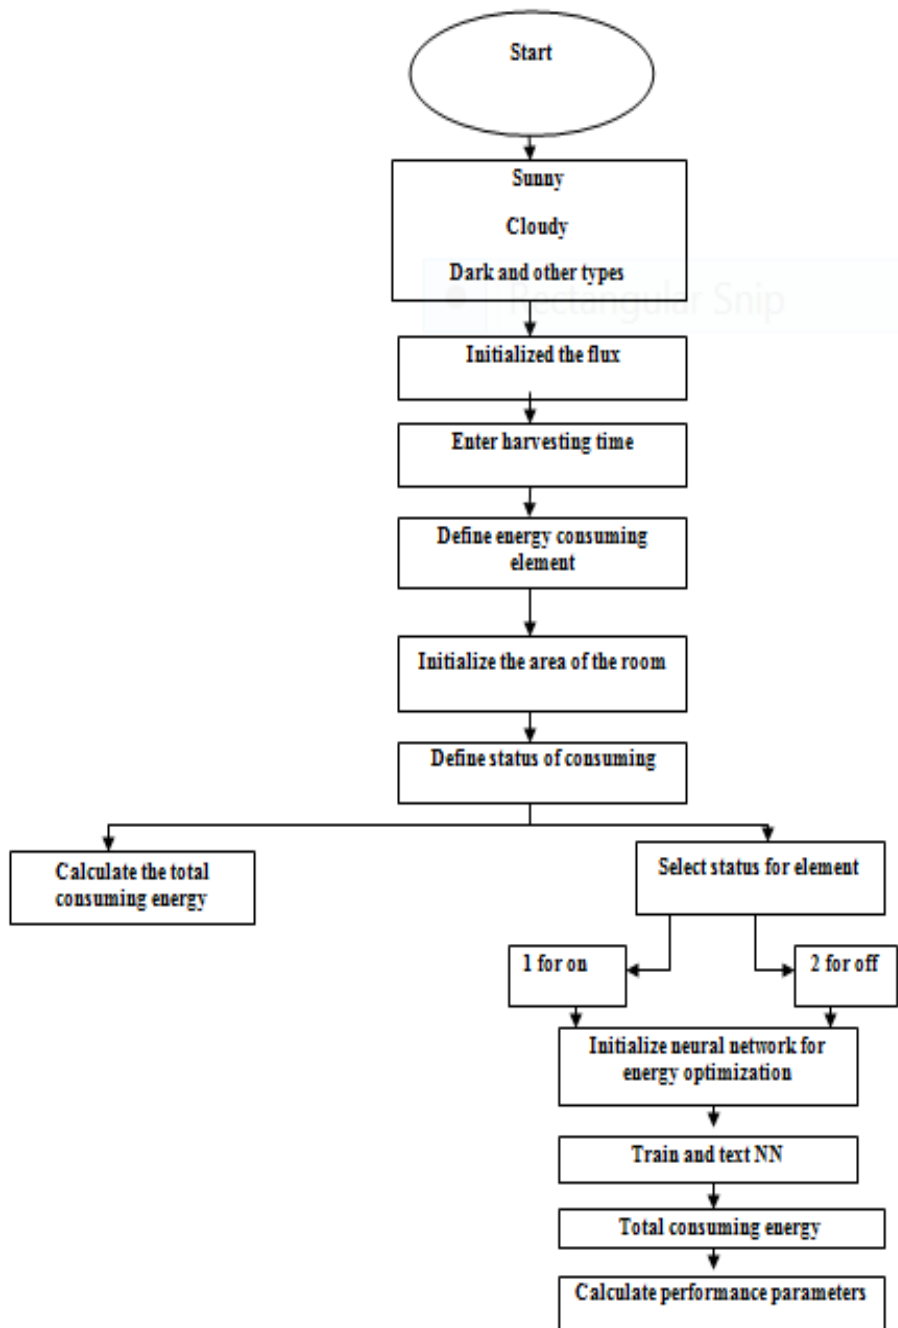 Start
Sunny
Cloudy
Dark and other types
Rectangular Snip
Initialized the flux
Enter harvesting time
Define energy consuming
element
Initialize the area of the room
Define status of consuming
Calculate the total
consuming energy
Select status for element
1 for on
2 for off
Initialize neural network for
energy optimization
Train and text NN
Total consuming energy
Calculate performance parameters